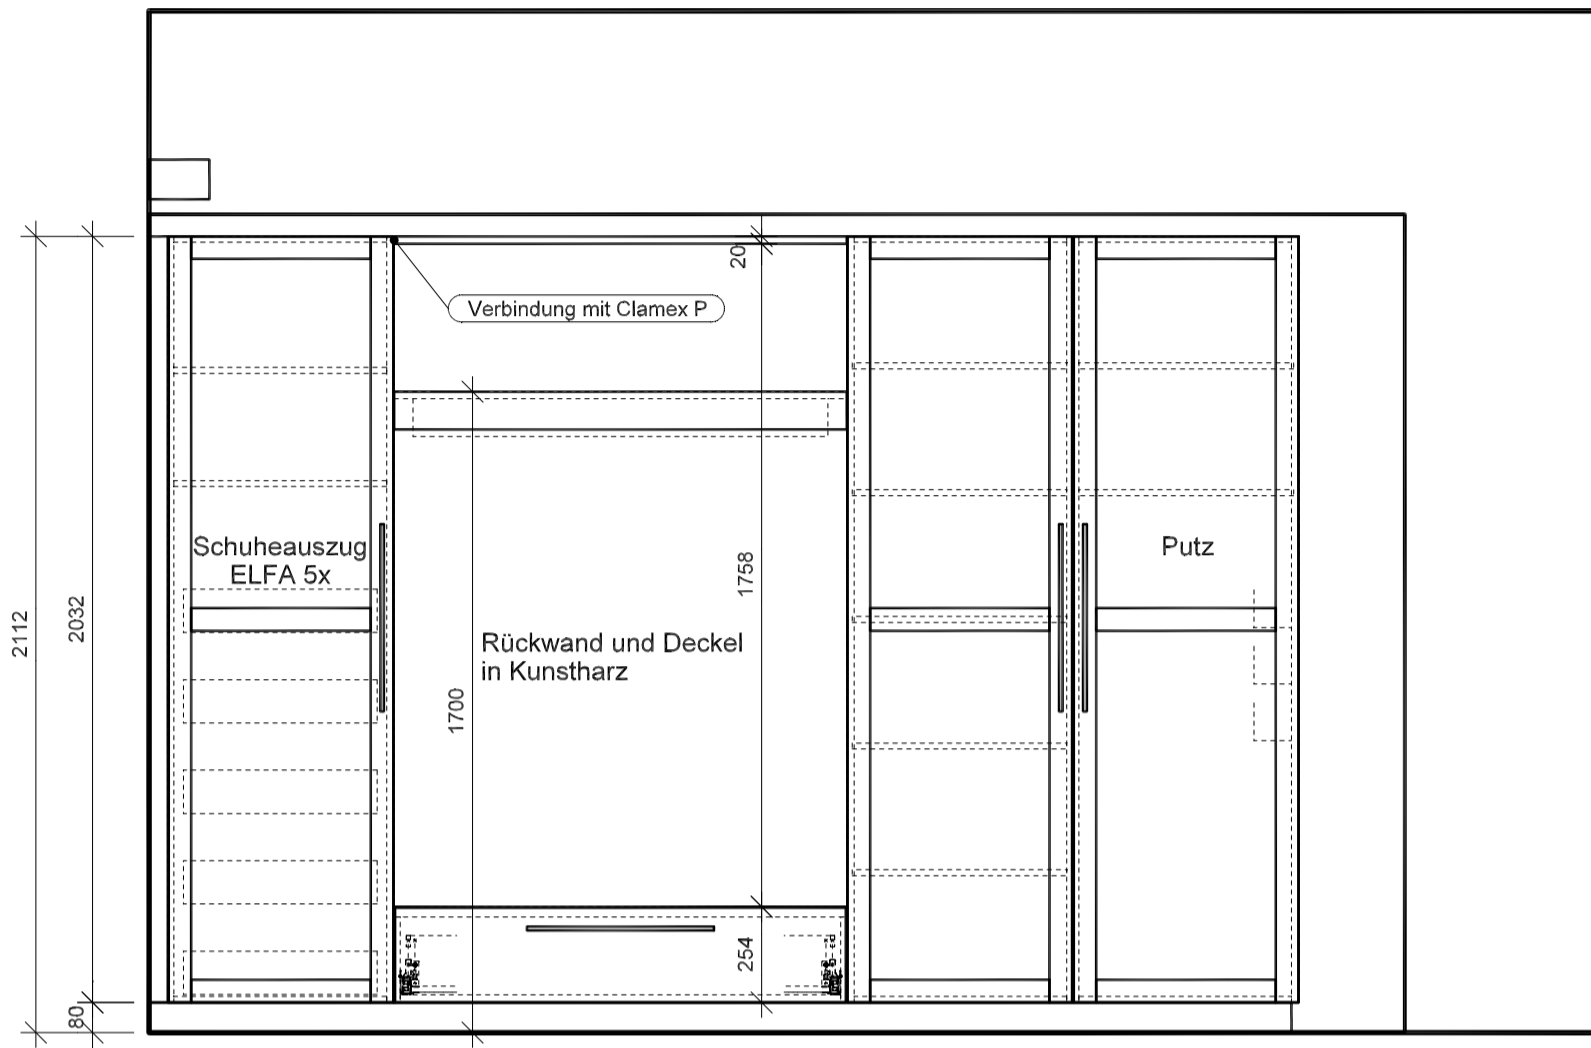 20
Verbindung mit Clamex P
Schuheauszug
ELFA 5x
Putz
1758
2112
2032
Rückwand und Deckel
in Kunstharz
1700
254
80